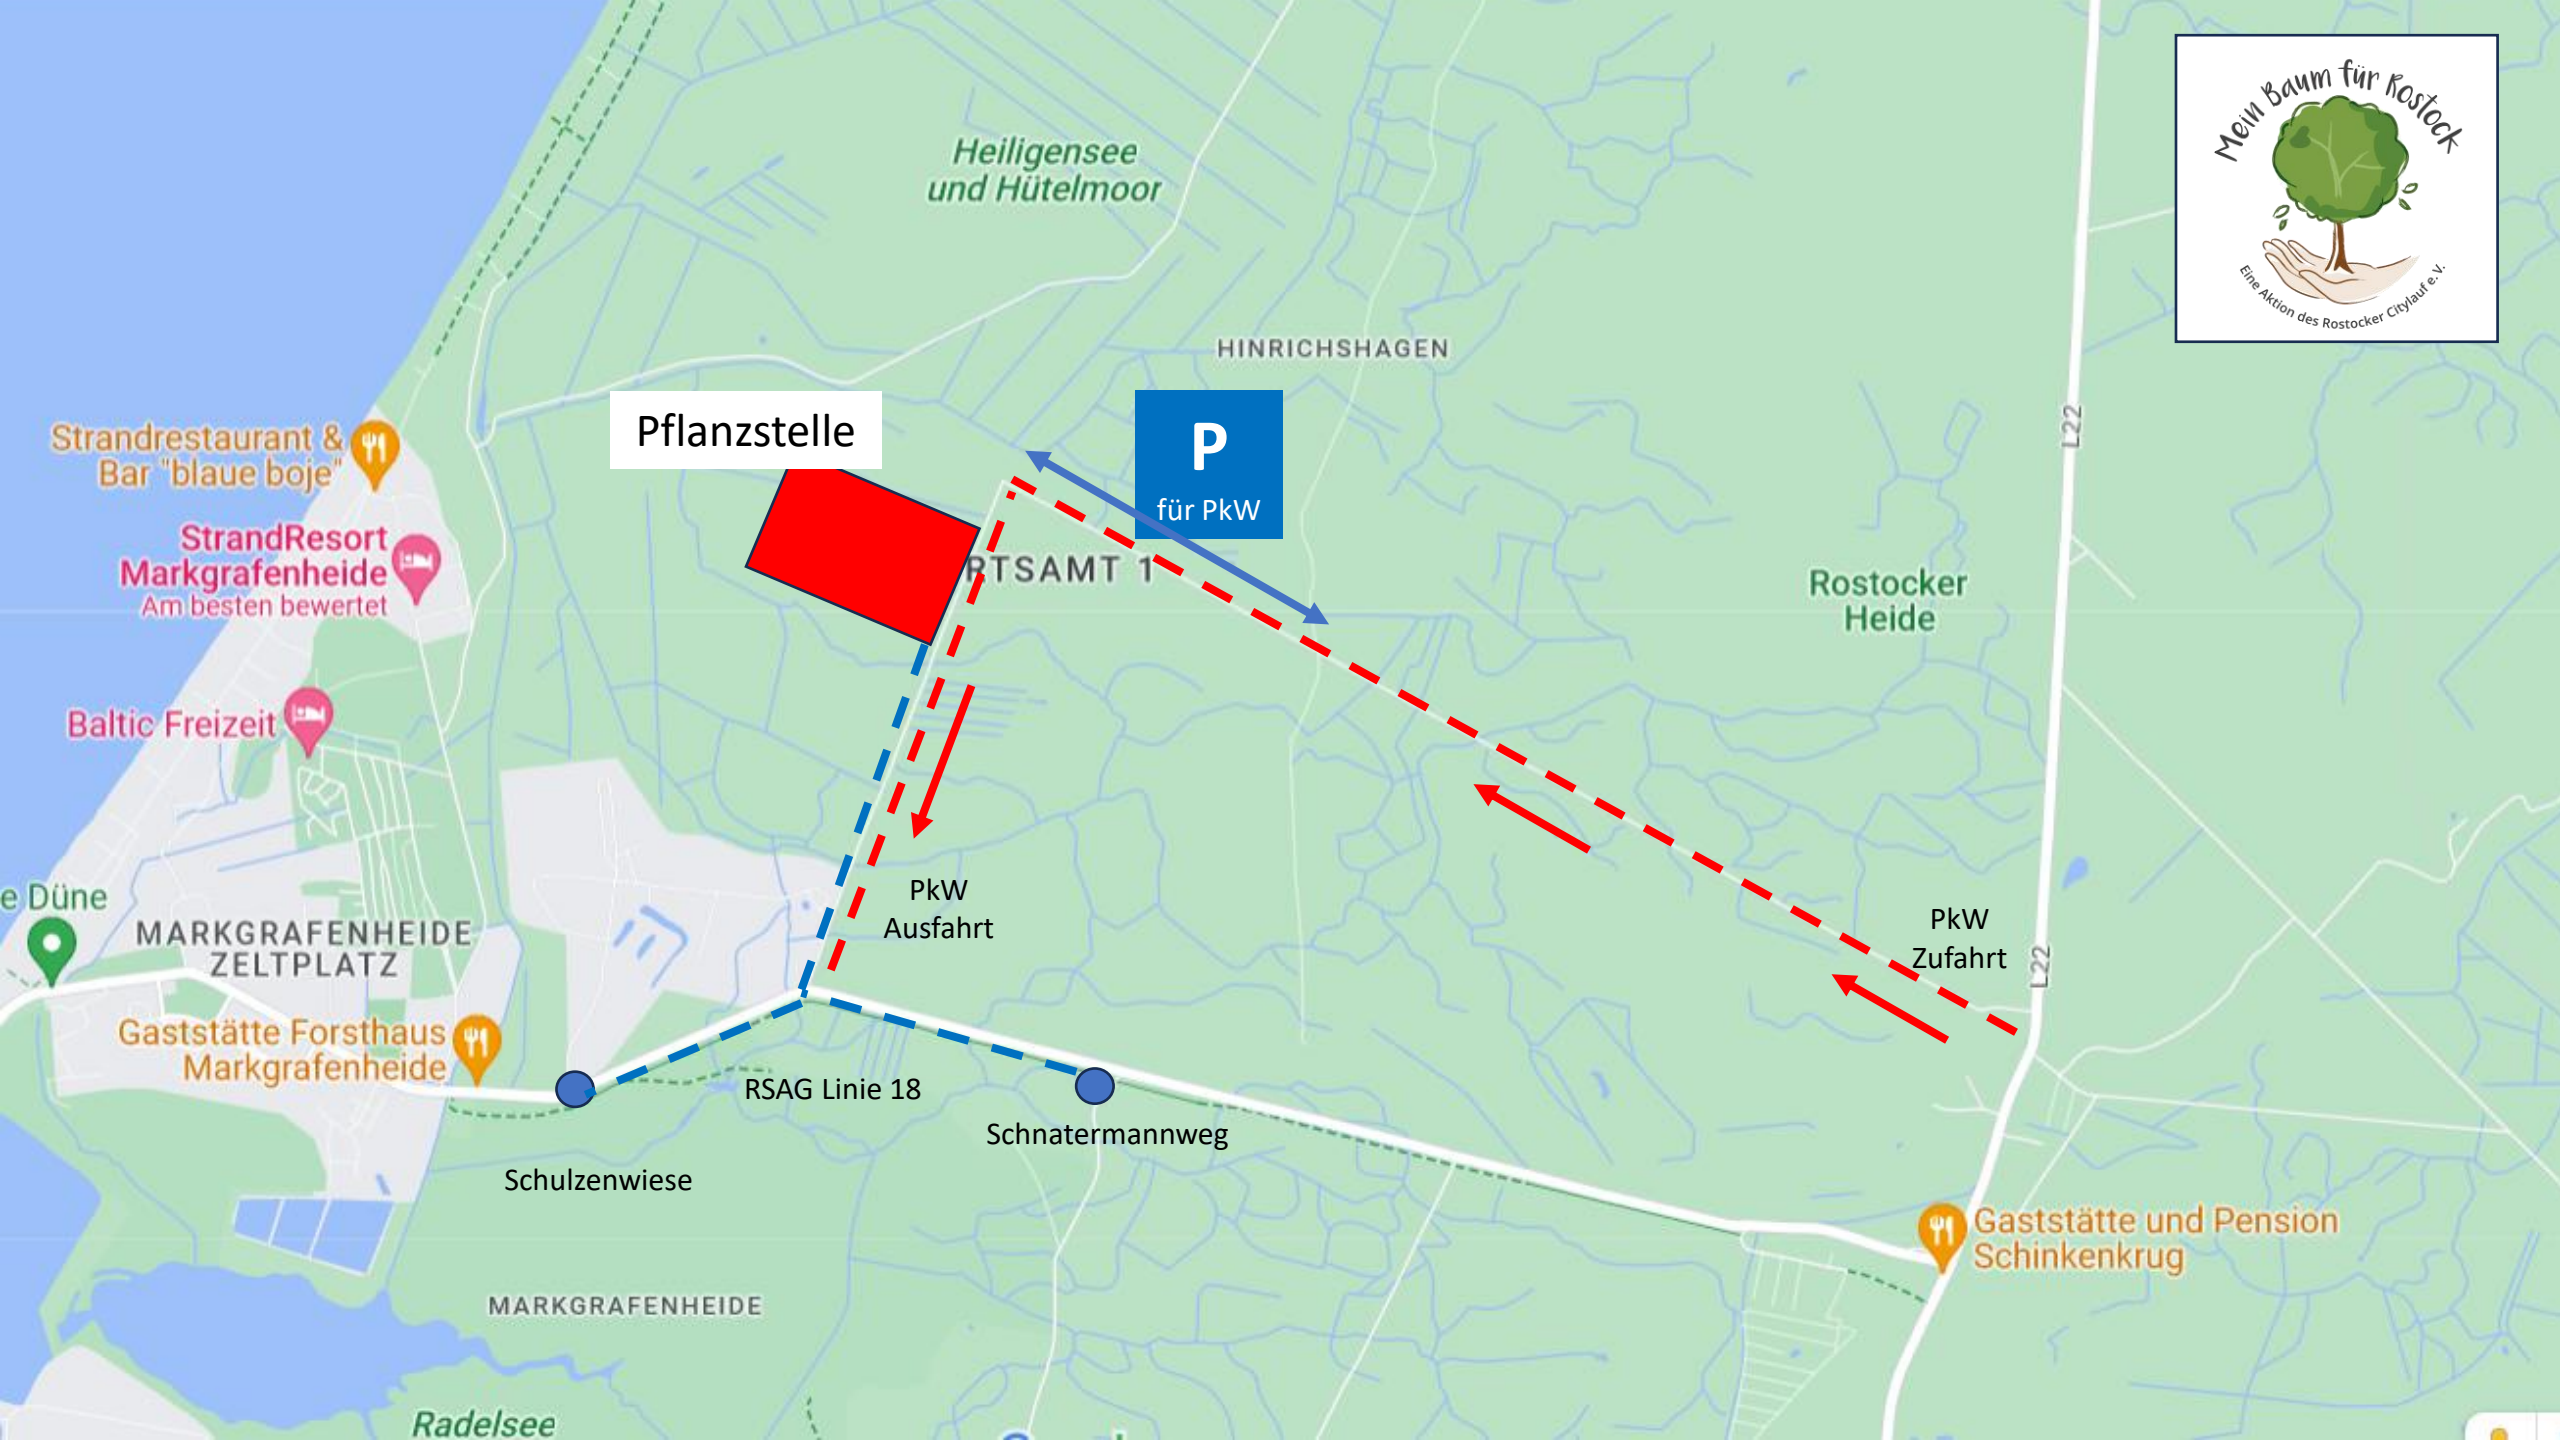 Mein Baum für Rostock
Eine Aktion des Rostocker Citylauf e. V.
Heiligensee
und Hütelmoor
HINRICHSHAGEN
L22
Pflanzstelle
P
für PkW
Strandrestaurant &
Bar "blaue boje"
StrandResort
Markgrafenheide
Am besten bewertet
RTSAMT 1
Rostocker
Heide
Baltic Freizeit
PkW
Ausfahrt
PkW
Zufahrt
L22
e Düne
MARKGRAFENHEIDE
ZELTPLATZ
Gaststätte Forsthaus
Markgrafenheide
RSAG Linie 18
Schnatermannweg
Schulzenwiese
Gaststätte und Pension
Schinkenkrug
MARKGRAFENHEIDE
Radelsee